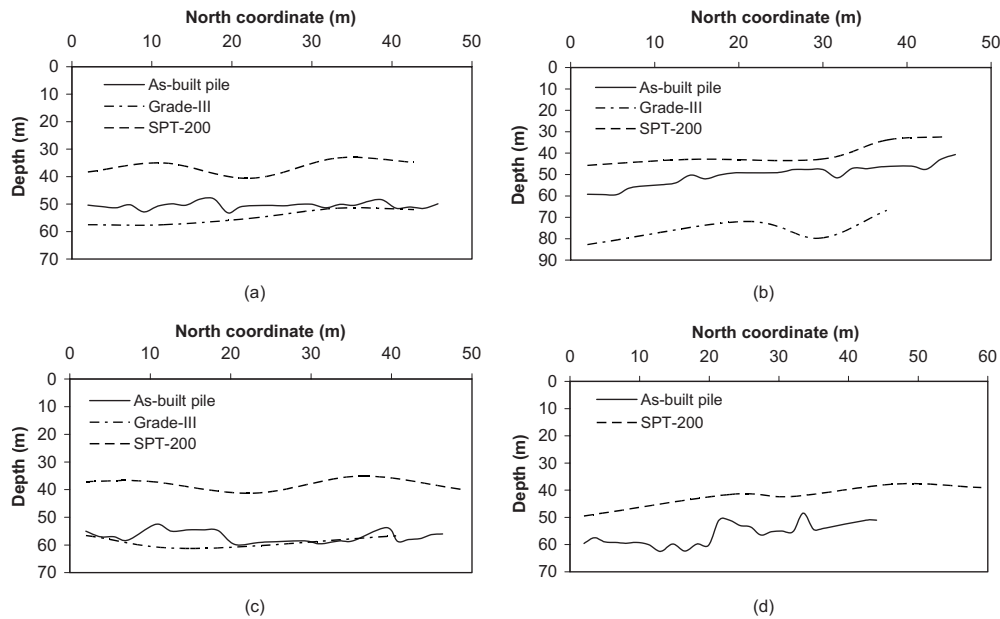 North coordinate (m)
0 10 20 30 40 50
0
10
20
30
40
50
60
70
Depth (m)
As-built pile
Grade-III
SPT-200
(a)
North coordinate (m)
0 10 20 30 40 50
0
10
20
30
40
50
60
70
80
90
Depth (m)
As-built pile
Grade-III
SPT-200
(b)
North coordinate (m)
0 10 20 30 40 50
0
10
20
30
40
50
60
70
Depth (m)
As-built pile
Grade-III
SPT-200
(c)
North coordinate (m)
0 10 20 30 40 50 60
0
10
20
30
40
50
60
70
Depth (m)
As-built pile
SPT-200
(d)